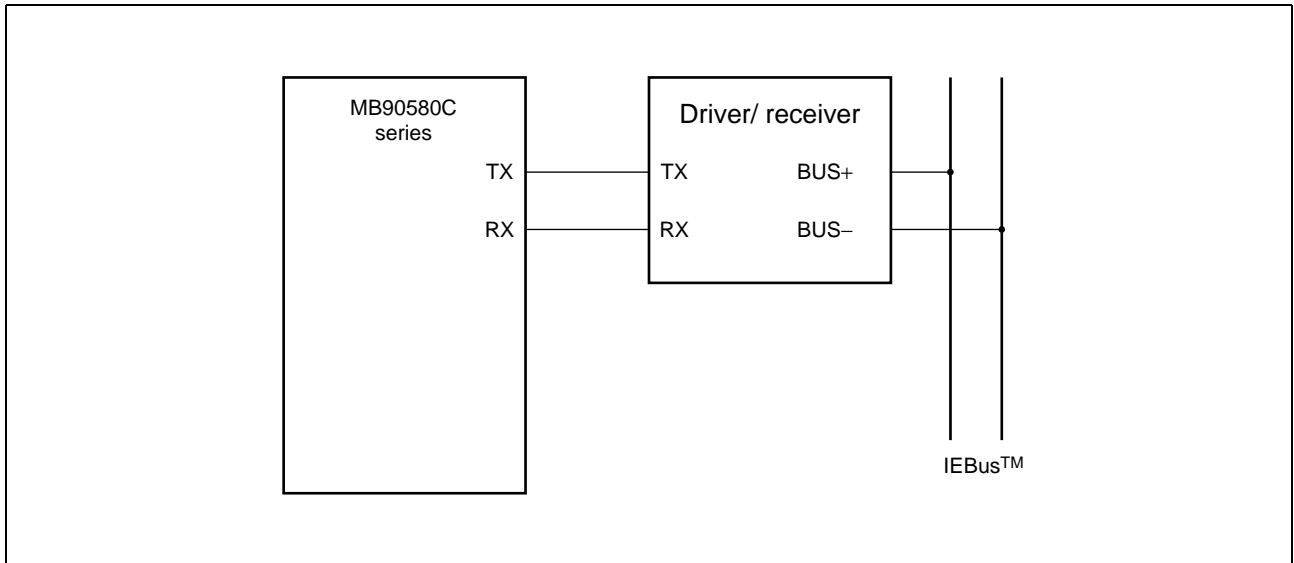 MB90580C
series
Driver/ receiver
TX
TX
BUS+
RX
RX
BUS−
IEBusTM